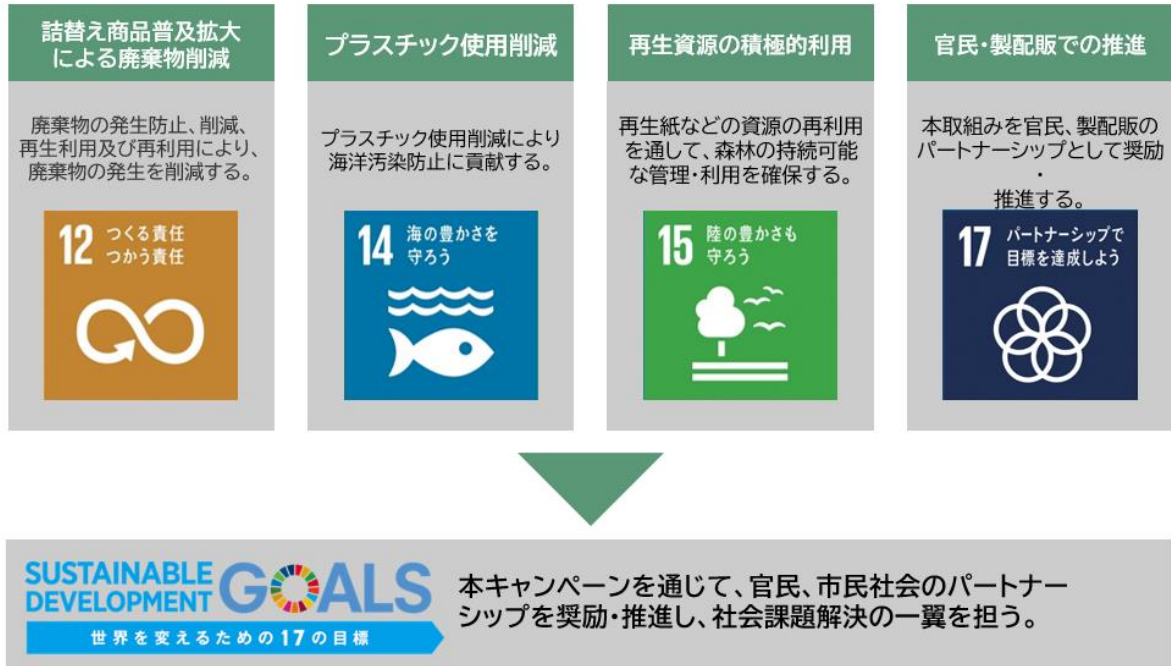 詰替え商品普及拡大
による廃棄物削減
廃棄物の発生防止、削減、
再生利用及び再利用により、
廃棄物の発生を削減する。
12 つくる責任
つかう責任
プラスチック使用削減
プラスチック使用削減により
海洋汚染防止に貢献する。
14 海の豊かさを
守ろう
再生資源の積極的利用
再生紙などの資源の再利用
を通して、森林の持続可能
な管理・利用を確保する。
15 陸の豊かさも
守ろう
官民・製配販での推進
本取組みを官民、製配販の
パートナーシップとして奨励
・
推進する。
17 パートナーシップで
目標を達成しよう
SUSTAINABLE
DEVELOPMENT GOALS
世界を変えるための17の目標
本キャンペーンを通じて、官民、市民社会のパートナー
シップを奨励・推進し、社会課題解決の一翼を担う。